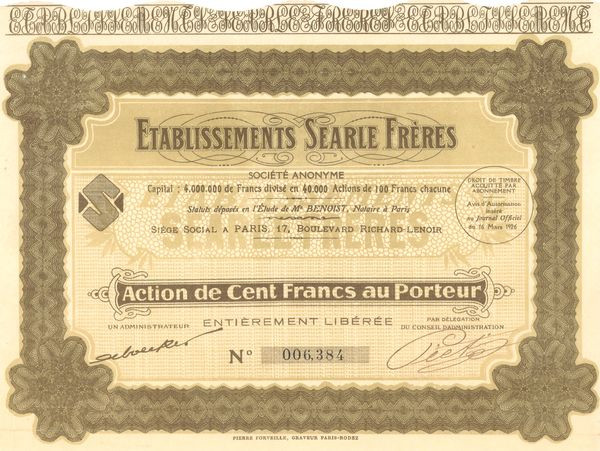 ETABLISSEMENTS SEARLE FRÈRES
SOCIÉTÉ ANONYME
Capital : 4.000.000 de Francs divisé en 40.000 Actions de 100 Francs chacune
Statuts déposés en l'Étude de Me BENOIST, Notaire à Paris
SIÈGE SOCIAL A PARIS, 17, BOULEVARD RICHARD LENOIR
DROIT DE TIMBRE
ACQUITTÉ PAR
ABONNEMENT
Avis d'Autorisation
inséré
au Journal Officiel
du 16 Mars 1926
SEARLE FRÈRES
Action de Cent Francs au Porteur
UN ADMINISTRATEUR
ENTIÈREMENT LIBÉRÉE
PAR DÉLÉGATION
DU CONSEIL D'ADMINISTRATION
No 006,384
PIERRE FORVEILLE, GRAVEUR PARIS-RODEZ